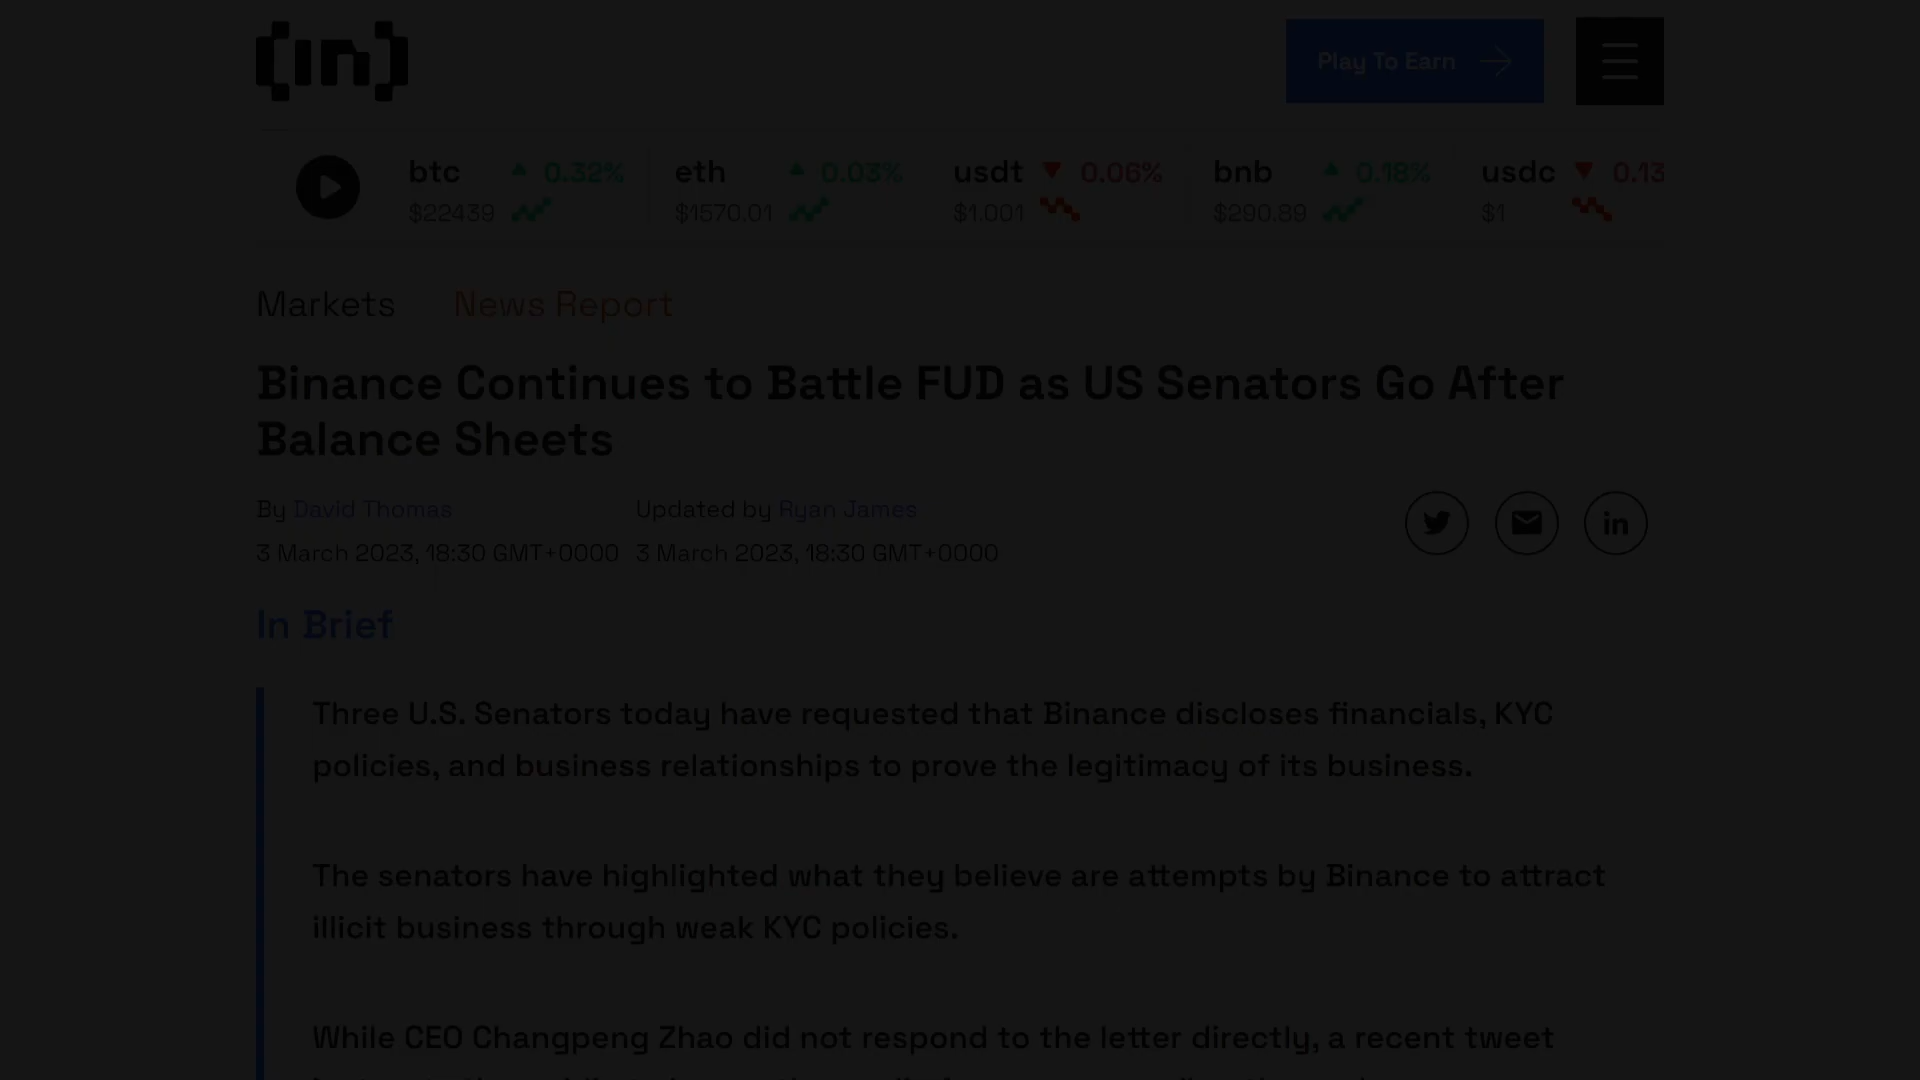 [in]
Play To Earn
btc 0.32% eth 0.03% usdt 0.06% bnb 0.18% usdc 0.13
$22439 $1570.01 $1.001 $290.89 $1
Markets News Report
Binance Continues to Battle FUD as US Senators Go After
Balance Sheets
By David Thomas Updated by Ryan James
3 March 2023, 18:30 GMT+0000 3 March 2023, 18:30 GMT+0000
in
In Brief
Three U.S. Senators today have requested that Binance discloses financials, KYC
policies, and business relationships to prove the legitimacy of its business.
The senators have highlighted what they believe are attempts by Binance to attract
illicit business through weak KYC policies.
While CEO Changpeng Zhao did not respond to the letter directly, a recent tweet